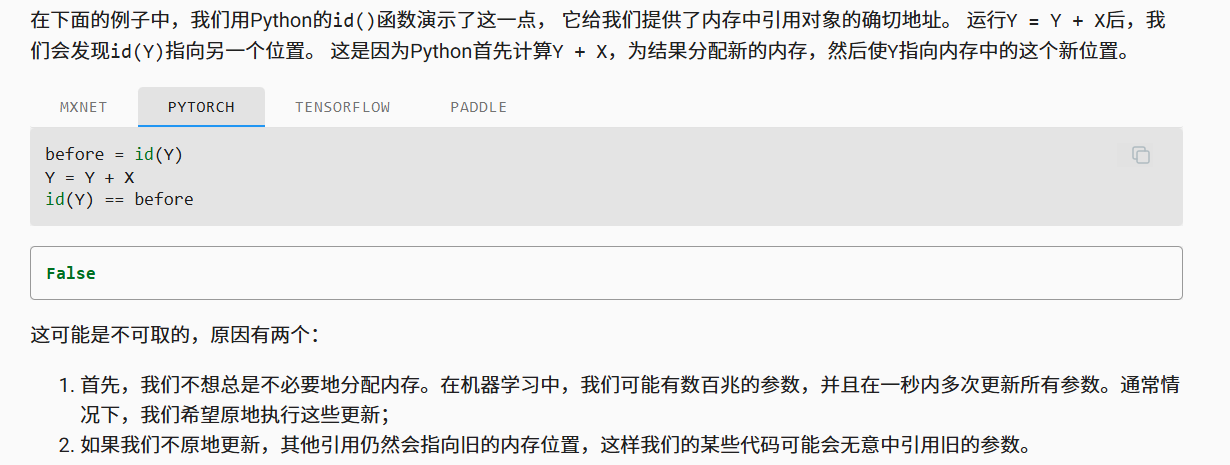 在下面的例子中，我们用Python的id()函数演示了这一点， 它给我们提供了内存中引用对象的确切地址。 运行Y = Y + X后，我
们会发现id(Y)指向另一个位置。 这是因为Python首先计算Y + X，为结果分配新的内存，然后使Y指向内存中的这个新位置。
MXNET PYTORCH TENSORFLOW PADDLE
before = id(Y)
Y = Y + X
id(Y) == before
False
这可能是不可取的，原因有两个：
1. 首先，我们不想总是不必要地分配内存。在机器学习中，我们可能有数百兆的参数，并且在一秒内多次更新所有参数。通常情
况下，我们希望原地执行这些更新；
2. 如果我们不原地更新，其他引用仍然会指向旧的内存位置，这样我们的某些代码可能会无意中引用旧的参数。